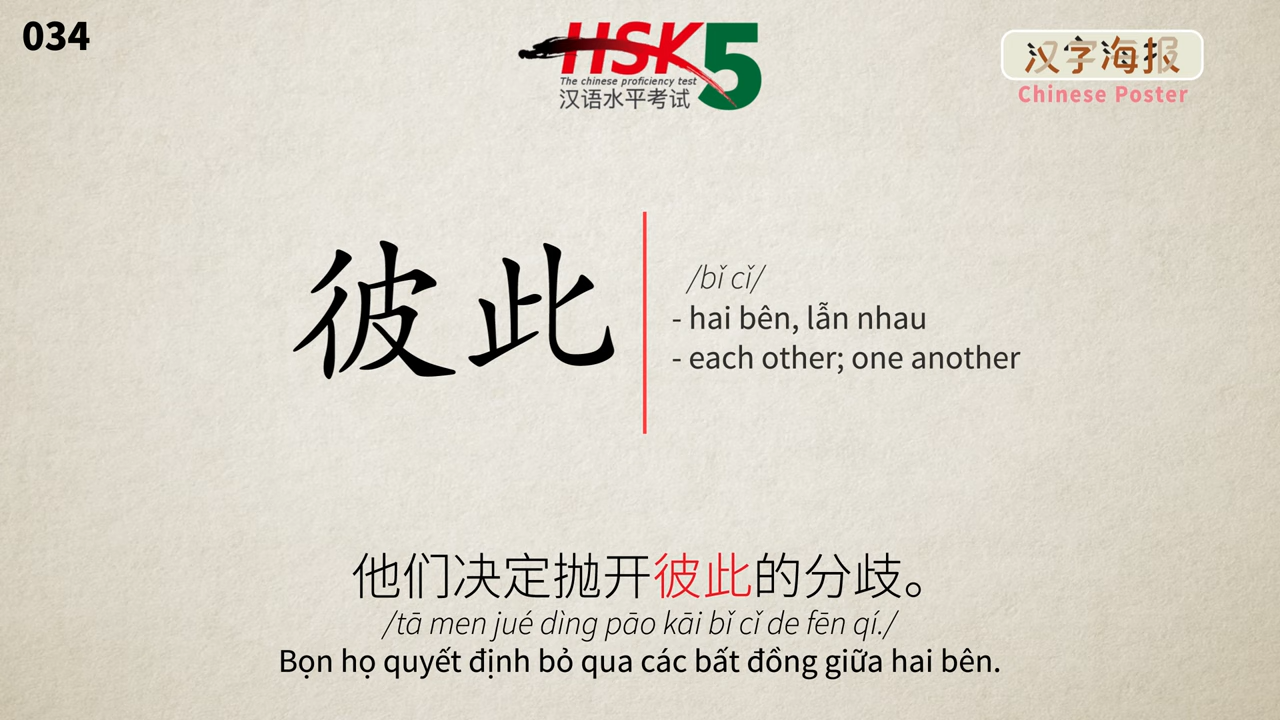 034
HSK5
The chinese proficiency test
汉语水平考试
汉字海报
Chinese Poster
彼此
/bǐ cǐ/
- hai bên, lẫn nhau
- each other; one another
他们决定抛开彼此的分歧。
/tā men jué dìng pāo kāi bǐ cǐ de fēn qí./
Bọn họ quyết định bỏ qua các bất đồng giữa hai bên.